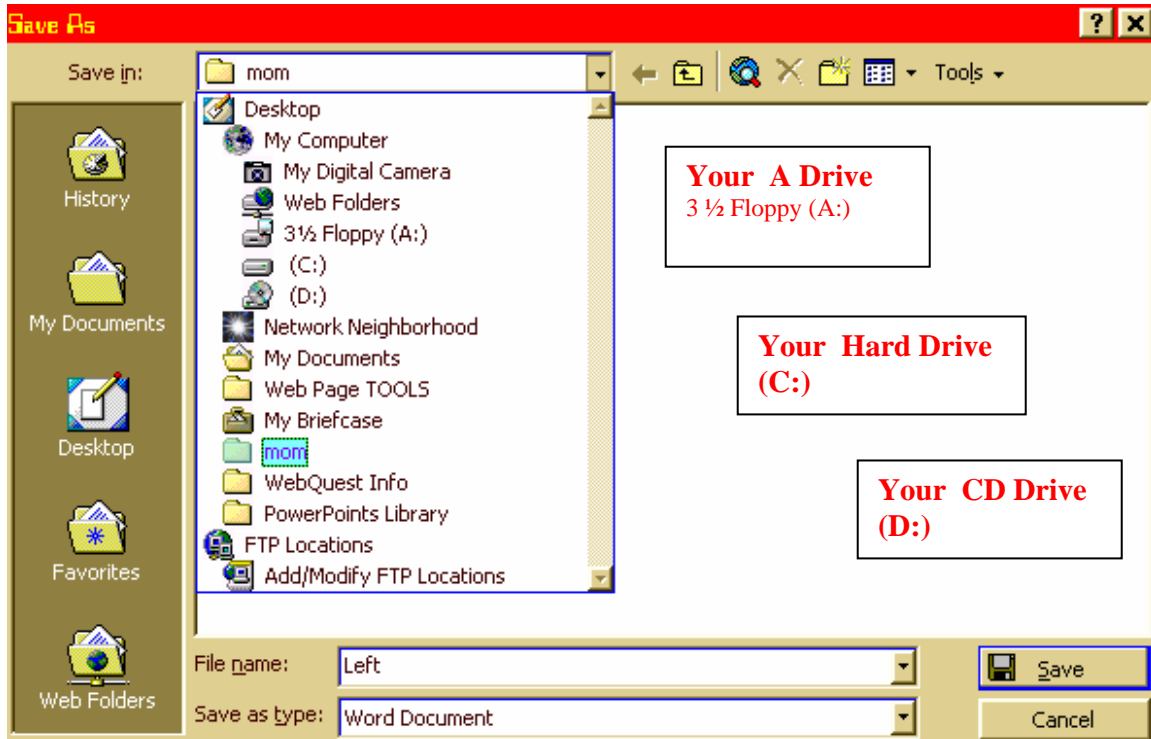 Save As
Save in:
mom
Tools
History
My Documents
Desktop
Favorites
Web Folders
Desktop
My Computer
My Digital Camera
Web Folders
3½ Floppy (A:)
(C:)
(D:)
Network Neighborhood
My Documents
Web Page TOOLS
My Briefcase
mom
WebQuest Info
PowerPoints Library
FTP Locations
Add/Modify FTP Locations
Your A Drive
3 ½ Floppy (A:)
Your Hard Drive
(C:)
Your CD Drive
(D:)
File name:
Left
Save
Save as type:
Word Document
Cancel